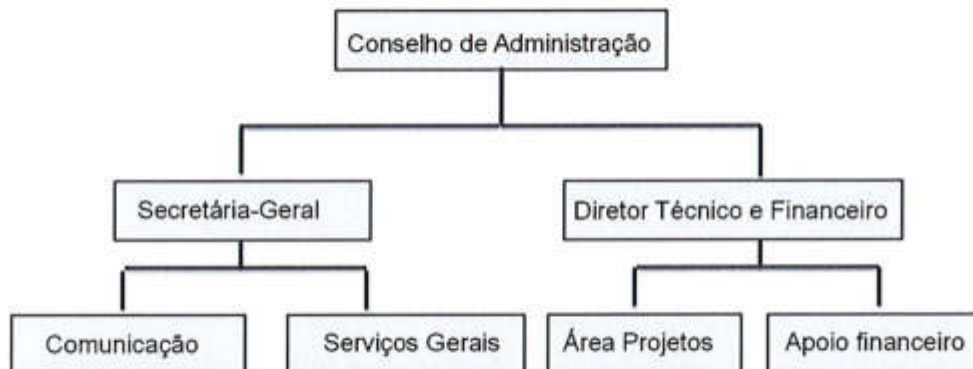 Conselho de Administração
Secretária-Geral
Diretor Técnico e Financeiro
Comunicação
Serviços Gerais
Área Projetos
Apoio financeiro